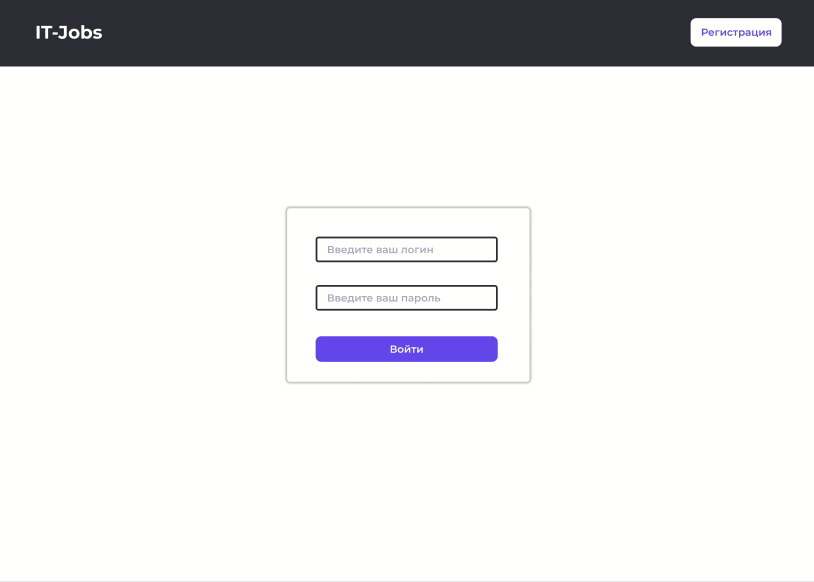 IT-Jobs
Регистрация
Введите ваш логин
Введите ваш пароль
Войти